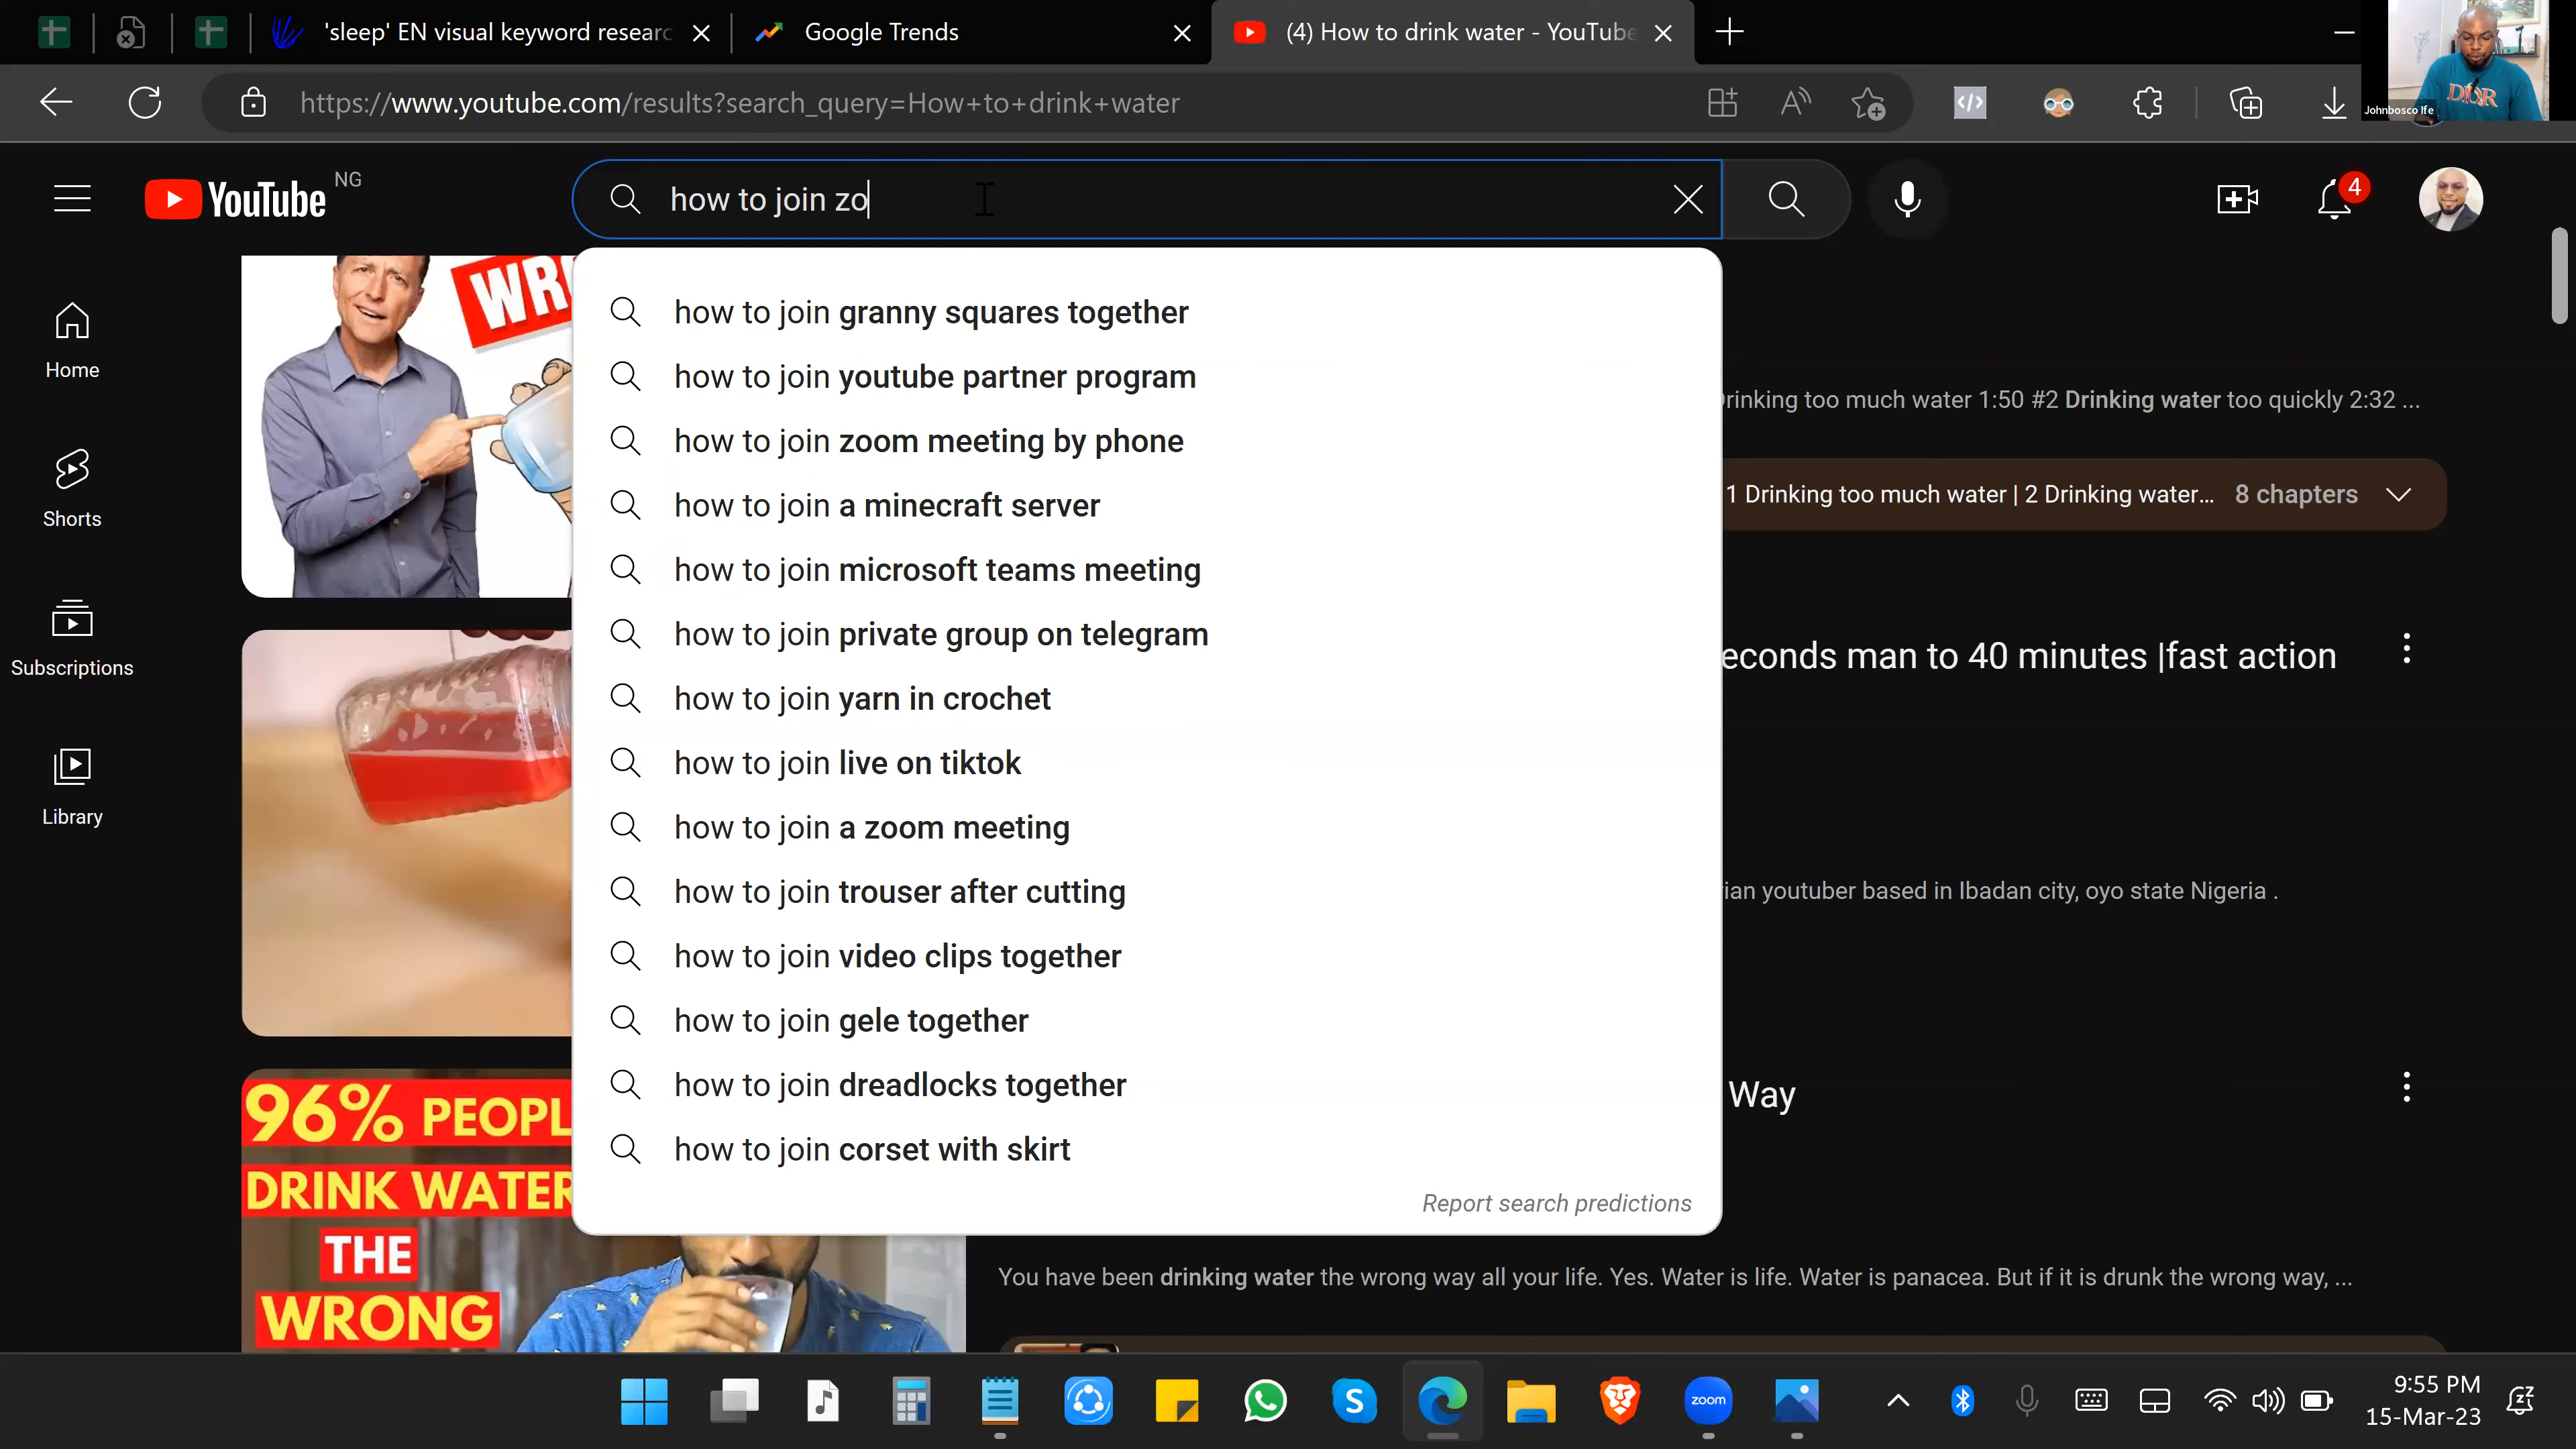 'sleep' EN visual keyword researc
Google Trends
(4) How to drink water - YouTube
https://www.youtube.com/results?search_query=How+to+drink+water
DIOR
Johnbosco Ife
YouTube NG
how to join zo
4
Home
Shorts
Subscriptions
Library
how to join granny squares together
how to join youtube partner program
how to join zoom meeting by phone
how to join a minecraft server
how to join microsoft teams meeting
how to join private group on telegram
how to join yarn in crochet
how to join live on tiktok
how to join a zoom meeting
how to join trouser after cutting
how to join video clips together
how to join gele together
how to join dreadlocks together
how to join corset with skirt
Report search predictions
WR
Drinking too much water 1:50 #2 Drinking water too quickly 2:32 ...
1 Drinking too much water | 2 Drinking water... 8 chapters
econds man to 40 minutes |fast action
ian youtuber based in Ibadan city, oyo state Nigeria .
96% PEOPL
DRINK WATER
THE
WRONG
Way
You have been drinking water the wrong way all your life. Yes. Water is life. Water is panacea. But if it is drunk the wrong way, ...
zoom
9:55 PM
15-Mar-23